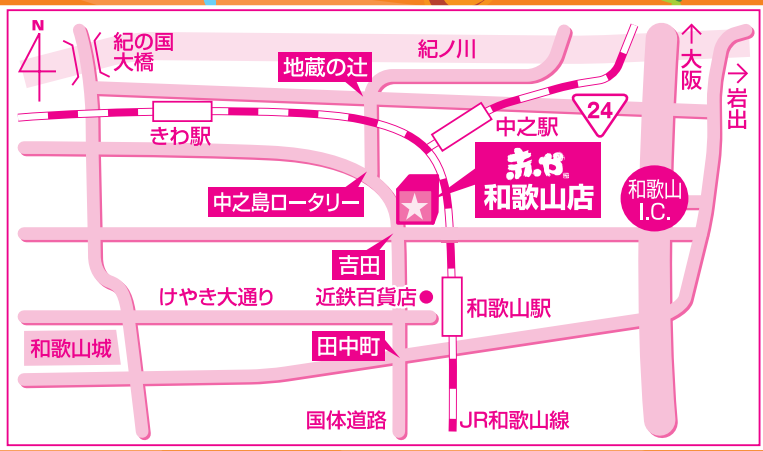 N
紀の国
大橋
紀ノ川
↑大阪
→岩出
地蔵の辻
24
きわ駅
中之駅
赤や
和歌山店
和歌山
I.C.
中之島ロータリー
吉田
けやき大通り
近鉄百貨店
和歌山駅
和歌山城
田中町
国体道路
JR和歌山線